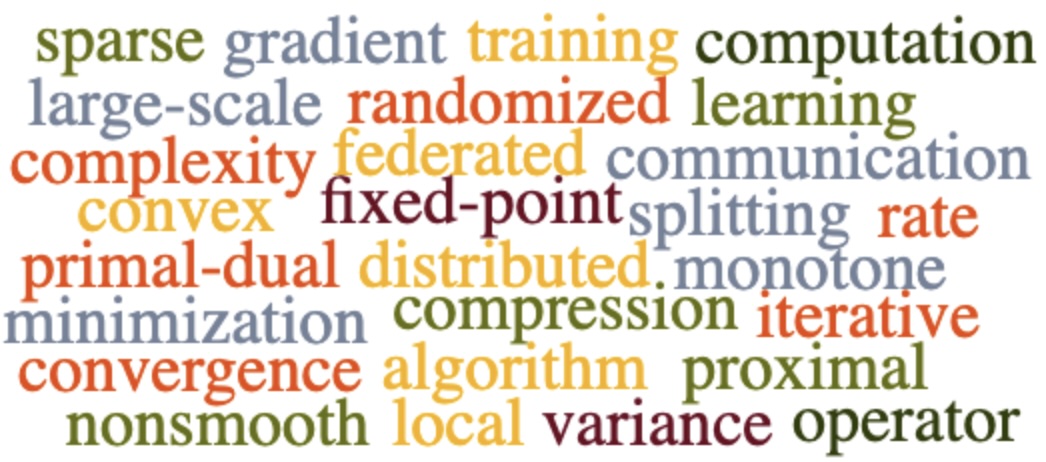 sparse gradient training computation
large-scale randomized learning
complexity federated communication
convex fixed-point splitting rate
primal-dual distributed monotone
minimization compression iterative
convergence algorithm proximal
nonsmooth local variance operator